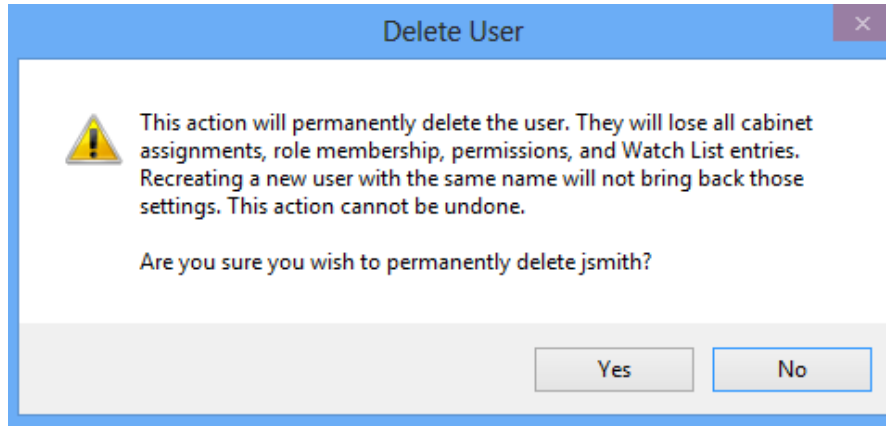 Delete User
This action will permanently delete the user. They will lose all cabinet
assignments, role membership, permissions, and Watch List entries.
Recreating a new user with the same name will not bring back those
settings. This action cannot be undone.
Are you sure you wish to permanently delete jsmith?
Yes No